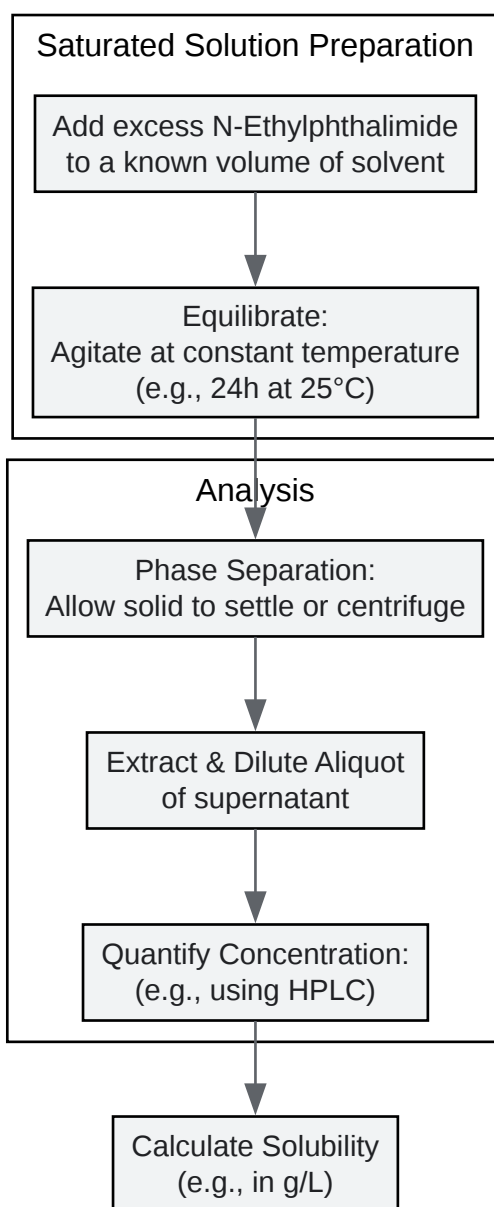 Saturated Solution Preparation
Add excess N-Ethylphthalimide
to a known volume of solvent
Equilibrate:
Agitate at constant temperature
(e.g., 24h at 25°C)
Analysis
Phase Separation:
Allow solid to settle or centrifuge
Extract & Dilute Aliquot
of supernatant
Quantify Concentration:
(e.g., using HPLC)
Calculate Solubility
(e.g., in g/L)